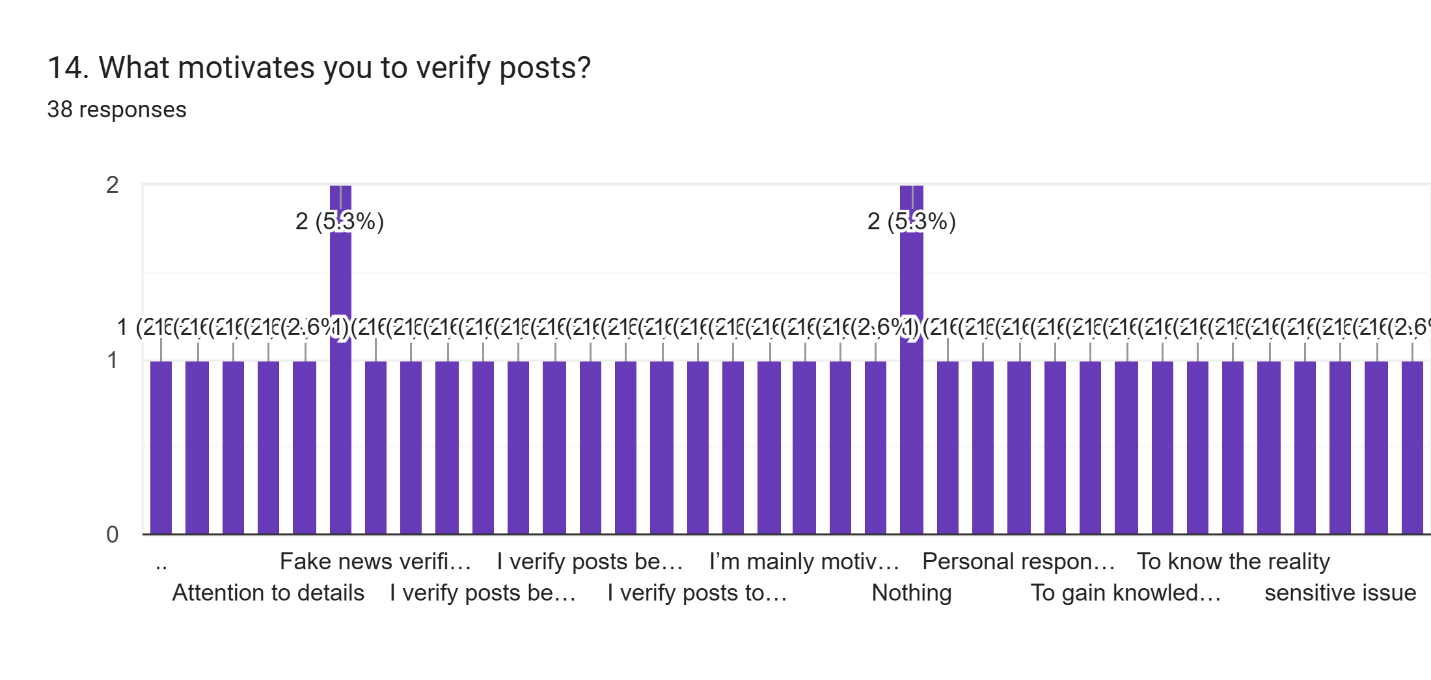 14. What motivates you to verify posts?
38 responses
2
2 (5.3%) 2 (5.3%)
1
0
.. Fake news verifi… I verify posts be… I’m mainly motiv… Personal respon… To know the reality
Attention to details I verify posts be… I verify posts to… Nothing To gain knowled… sensitive issue